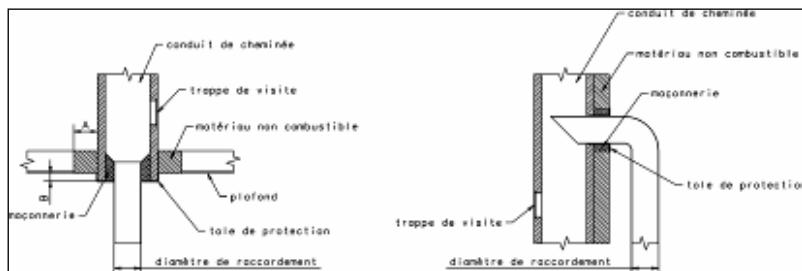 conduit de cheminée
trappe de visite
matériau non combustible
A
B
plafond
maçonnerie
tole de protection
diamètre de raccordement
conduit de cheminée
matériau non combustible
maçonnerie
tole de protection
trappe de visite
diamètre de raccordement